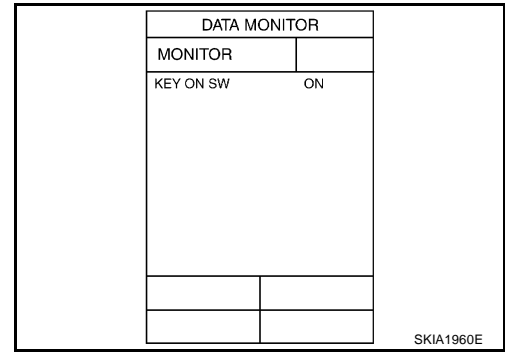 DATA MONITOR
MONITOR
KEY ON SW ON
SKIA1960E